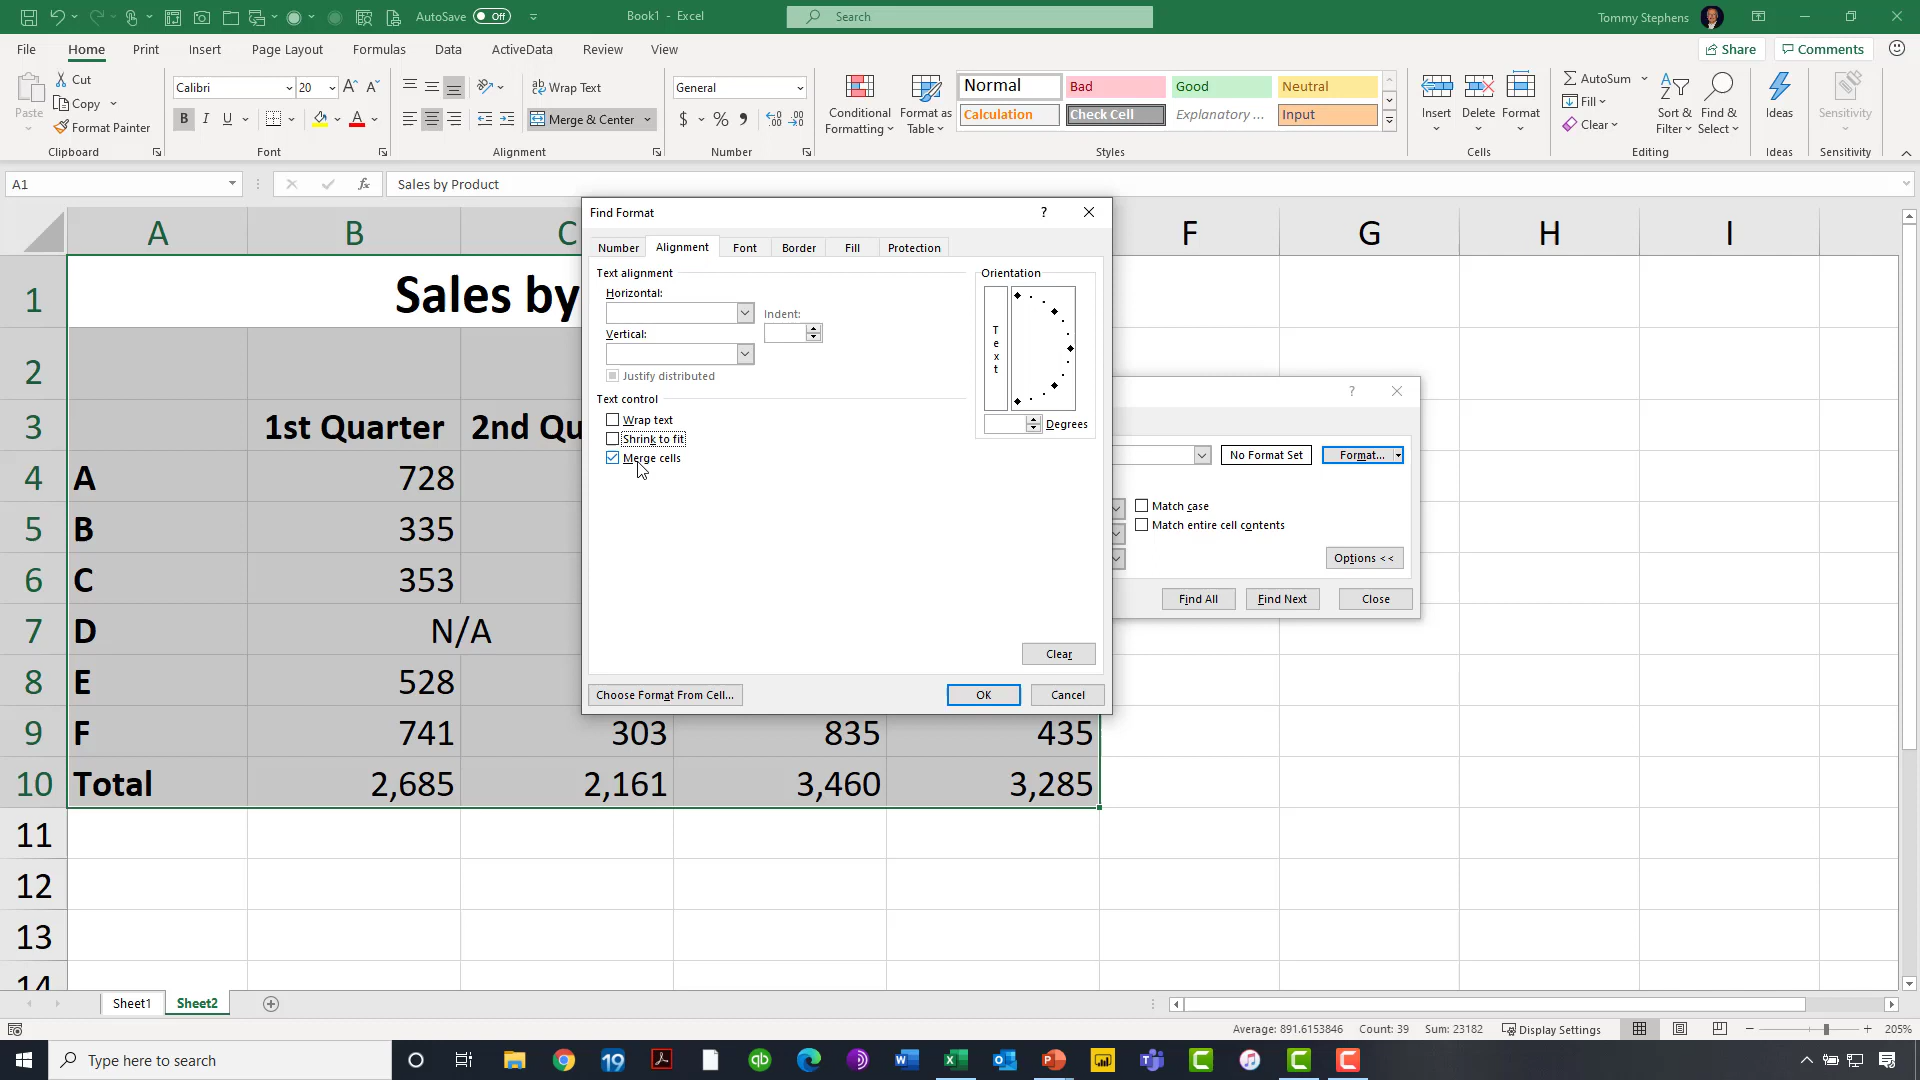 AutoSave Off
Book1 - Excel
Search
Tommy Stephens
File Home Print Insert Page Layout Formulas Data ActiveData Review View
Share Comments
Paste
Cut
Copy
Format Painter
Clipboard
Calibri 20
B I U
Font
Wrap Text
Merge & Center
Alignment
General
$ % 9
Number
Conditional Formatting
Format as Table
Normal Bad Good Neutral
Calculation Check Cell Explanatory ... Input
Styles
Insert Delete Format
Cells
AutoSum
Fill
Clear
Sort & Filter
Find & Select
Editing
Ideas
Ideas
Sensitivity
Sensitivity
A1
fx
Sales by Product
A B C F G H I
1 Sales by
2
3 1st Quarter 2nd Qu
4 A 728
5 B 335
6 C 353
7 D N/A
8 E 528
9 F 741 303 835 435
10 Total 2,685 2,161 3,460 3,285
11
12
13
14
Find Format
?
Number Alignment Font Border Fill Protection
Text alignment
Horizontal:
Indent:
Vertical:
Justify distributed
Text control
Wrap text
Shrink to fit
Merge cells
Orientation
Text
Degrees
Clear
Choose Format From Cell...
OK
Cancel
?
No Format Set
Format...
Match case
Match entire cell contents
Options <<
Find All
Find Next
Close
Sheet1 Sheet2
Average: 891.6153846 Count: 39 Sum: 23182 Display Settings 205%
Type here to search
19